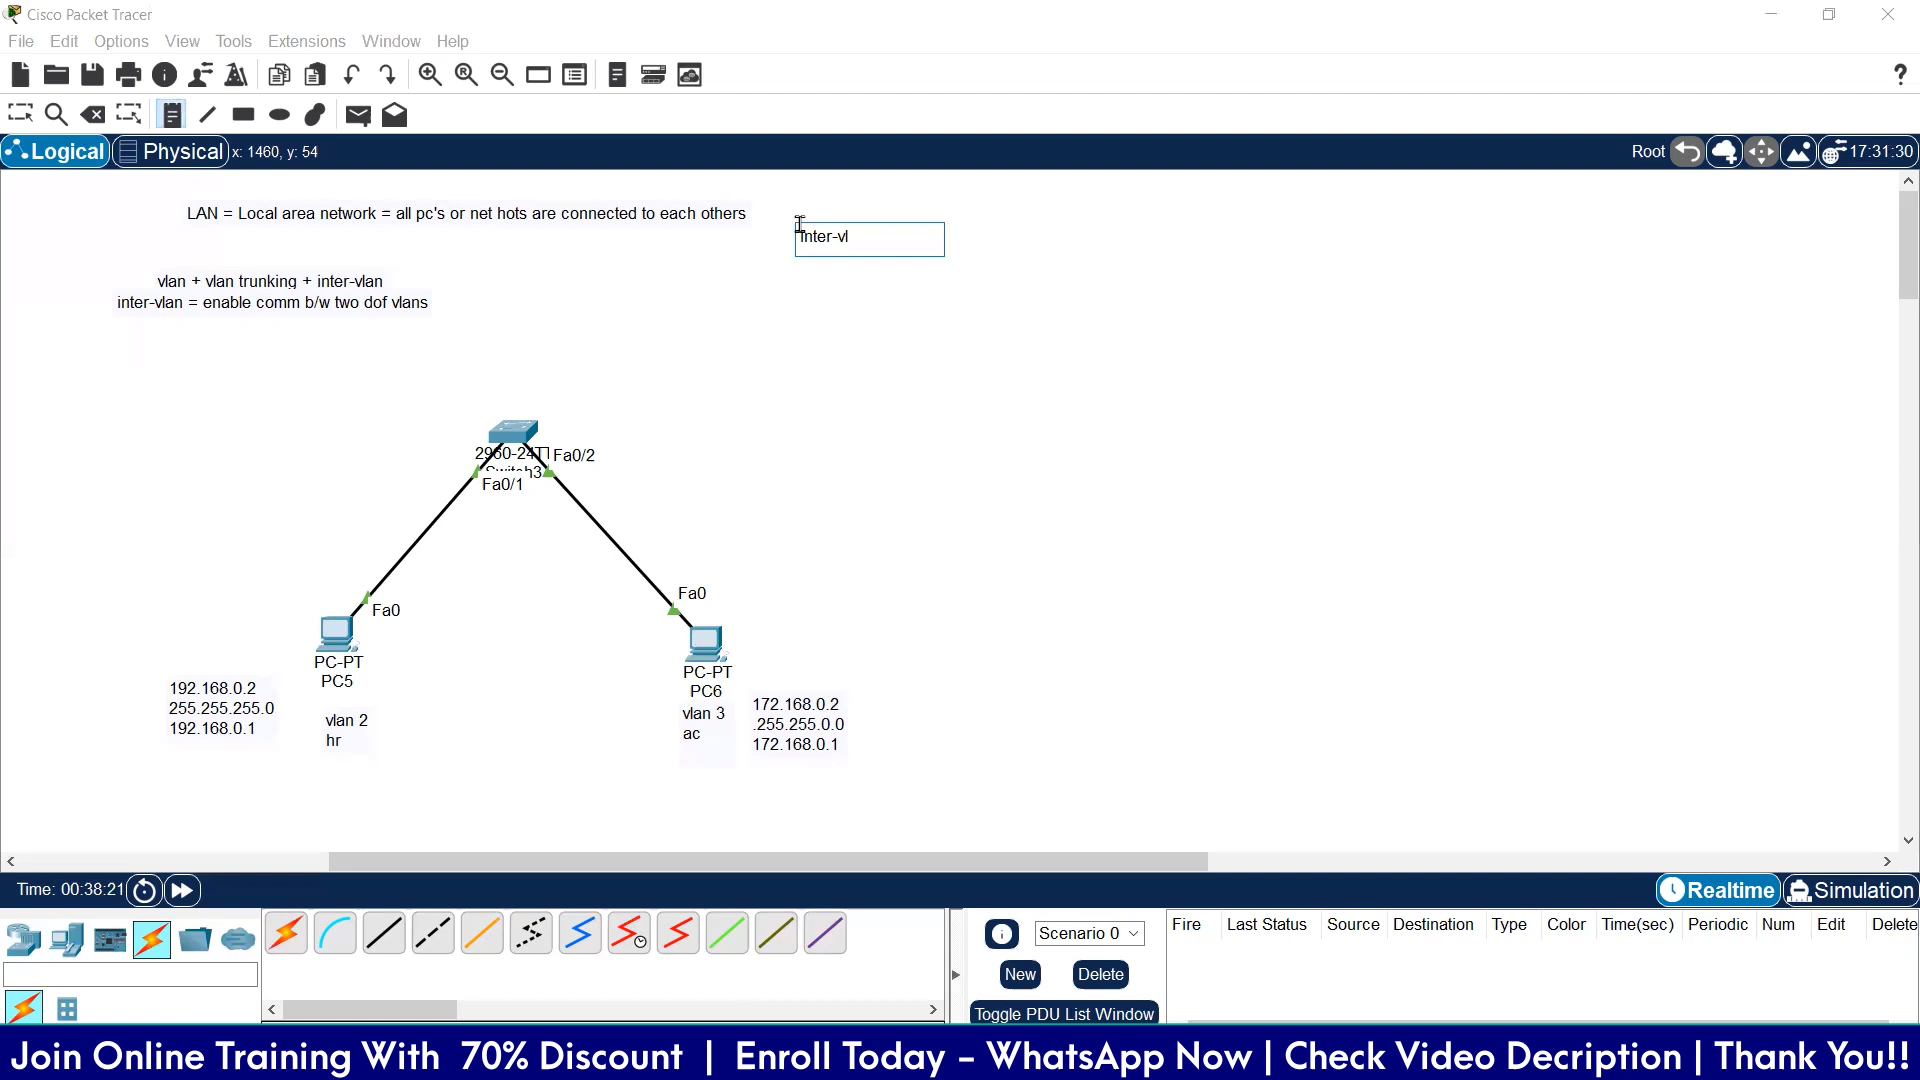 Cisco Packet Tracer
File Edit Options View Tools Extensions Window Help
?
Logical Physical x: 1460, y: 54 Root 17:31:30
LAN = Local area network = all pc's or net hots are connected to each others
inter-vl
vlan + vlan trunking + inter-vlan
inter-vlan = enable comm b/w two dof vlans
Fa0/2
Fa0/1
Fa0
Fa0
PC-PT
PC5
PC-PT
PC6
192.168.0.2
255.255.255.0
192.168.0.1
vlan 2
hr
vlan 3
ac
172.168.0.2
.255.255.0.0
172.168.0.1
Time: 00:38:21 Realtime Simulation
Scenario 0
New Delete
Toggle PDU List Window
Fire Last Status Source Destination Type Color Time(sec) Periodic Num Edit Delete
Join Online Training With 70% Discount | Enroll Today - WhatsApp Now | Check Video Decription | Thank You!!